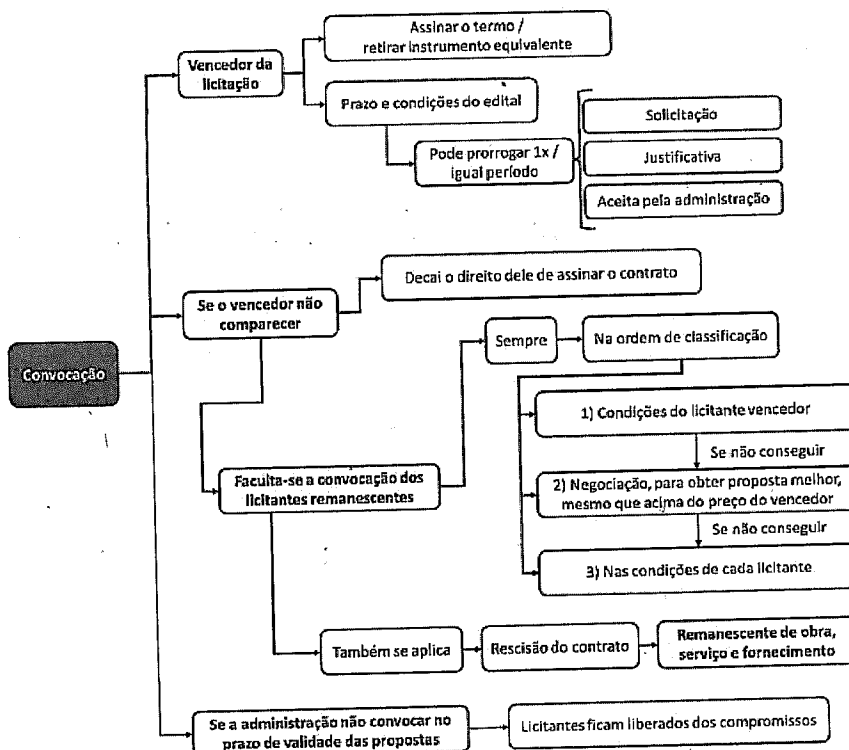 Assinar o termo /
retirar instrumento equivalente
Vencedor da
licitação
Prazo e condições do edital
Solicitação
Pode prorrogar 1x /
igual período
Justificativa
Aceita pela administração
Decai o direito dele de assinar o contrato
Se o vencedor não
comparecer
Sempre
Na ordem de classificação
Convocação
1) Condições do licitante vencedor
Se não conseguir
Faculta-se a convocação dos
licitantes remanescentes
2) Negociação, para obter proposta melhor,
mesmo que acima do preço do vencedor
Se não conseguir
3) Nas condições de cada licitante
Também se aplica
Rescisão do contrato
Remanescente de obra,
serviço e fornecimento
Se a administração não convocar no
prazo de validade das propostas
Licitantes ficam liberados dos compromissos